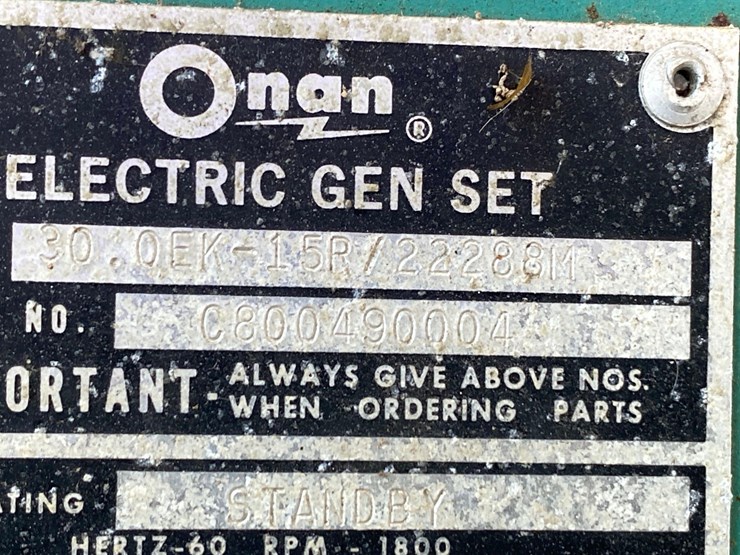 Onan ®
ELECTRIC GEN SET
30.0EK-15R/22288M
NO. C800490004
ORTANT - ALWAYS GIVE ABOVE NOS.
WHEN ORDERING PARTS
TING STANDBY
HERTZ-60 RPM - 1800